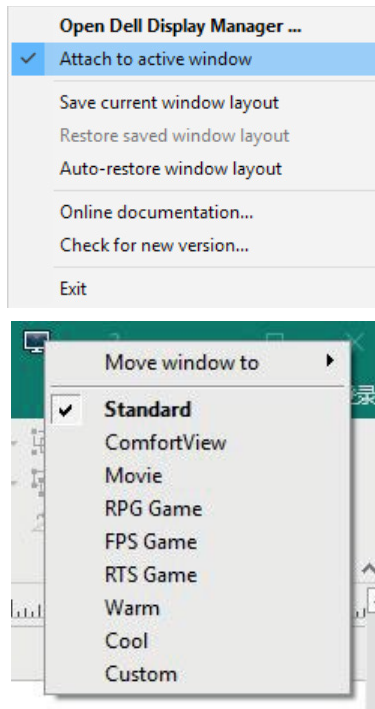 Open Dell Display Manager ...
Attach to active window
Save current window layout
Restore saved window layout
Auto-restore window layout
Online documentation...
Check for new version...
Exit
Move window to
Standard
ComfortView
Movie
RPG Game
FPS Game
RTS Game
Warm
Cool
Custom